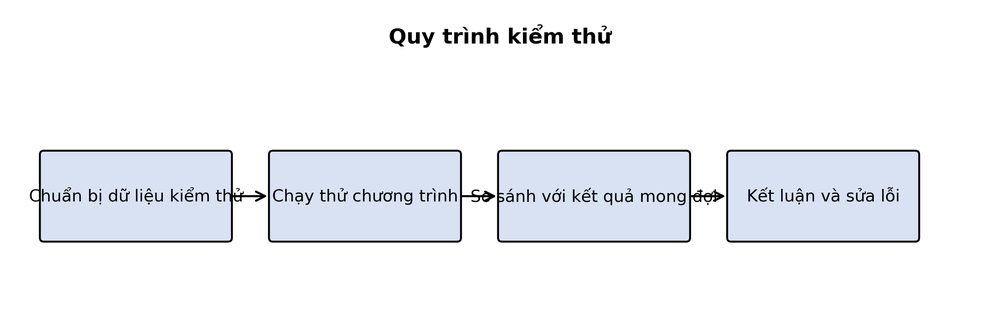 Quy trình kiểm thử
Chuẩn bị dữ liệu kiểm thử
Chạy thử chương trình
So sánh với kết quả mong đợi
Kết luận và sửa lỗi